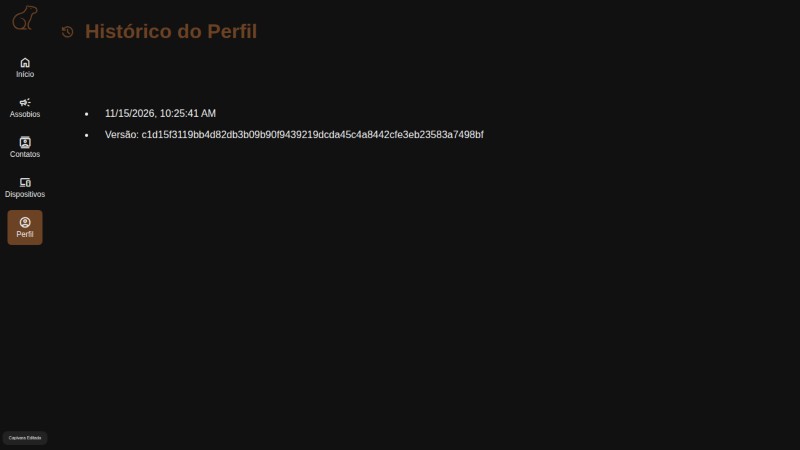 Histórico do Perfil
Início
Assobios
Contatos
Dispositivos
Perfil
11/15/2026, 10:25:41 AM
Versão: c1d15f3119bb4d82db3b09b90f9439219dcda45c4a8442cfe3eb23583a7498bf
Capivara Editada